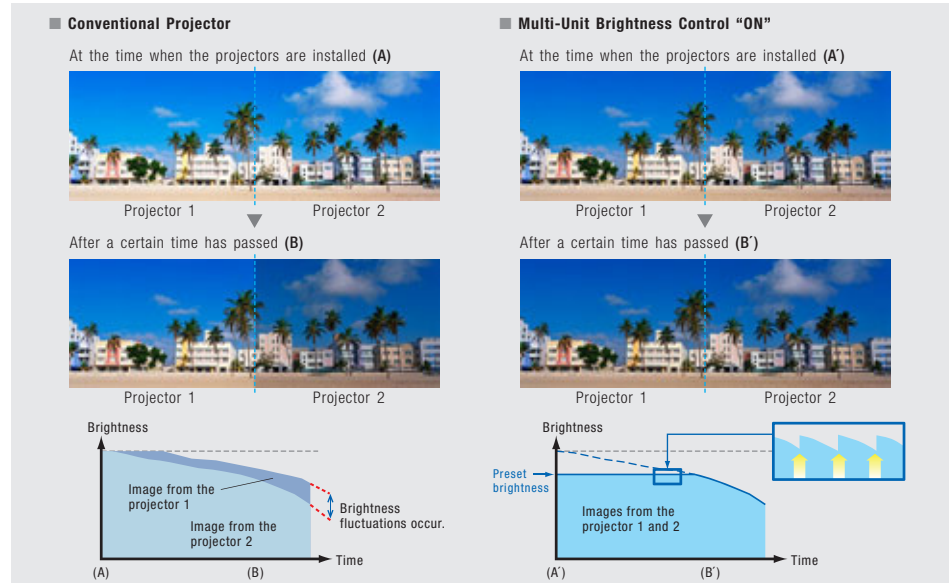 ■ Conventional Projector
At the time when the projectors are installed (A)
Projector 1
Projector 2
After a certain time has passed (B)
Projector 1
Projector 2
Brightness
Image from the
projector 1
Image from the
projector 2
Brightness
fluctuations occur.
Time
(A)
(B)
■ Multi-Unit Brightness Control “ON”
At the time when the projectors are installed (A´)
Projector 1
Projector 2
After a certain time has passed (B´)
Projector 1
Projector 2
Brightness
Preset
brightness
Images from the
projector 1 and 2
Time
(A´)
(B´)